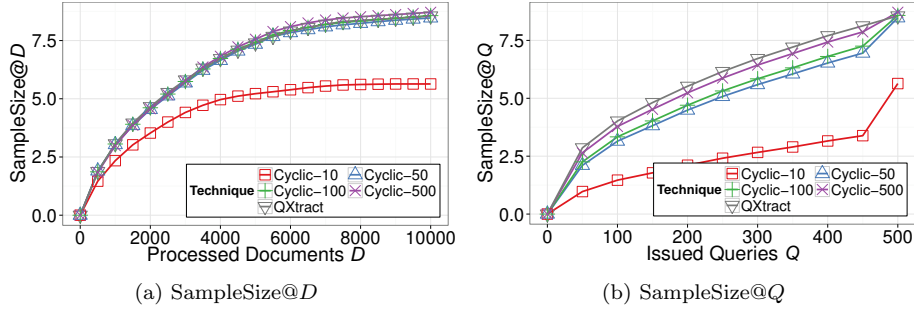 SampleSize@D
7.5
5.0
2.5
0.0
Technique
Cyclic−10
Cyclic−50
Cyclic−100
Cyclic−500
QXtract
0 2000 4000 6000 8000 10000
Processed Documents D
(a) SampleSize@D
SampleSize@Q
7.5
5.0
2.5
0.0
Technique
Cyclic−10
Cyclic−50
Cyclic−100
Cyclic−500
QXtract
0 100 200 300 400 500
Issued Queries Q
(b) SampleSize@Q